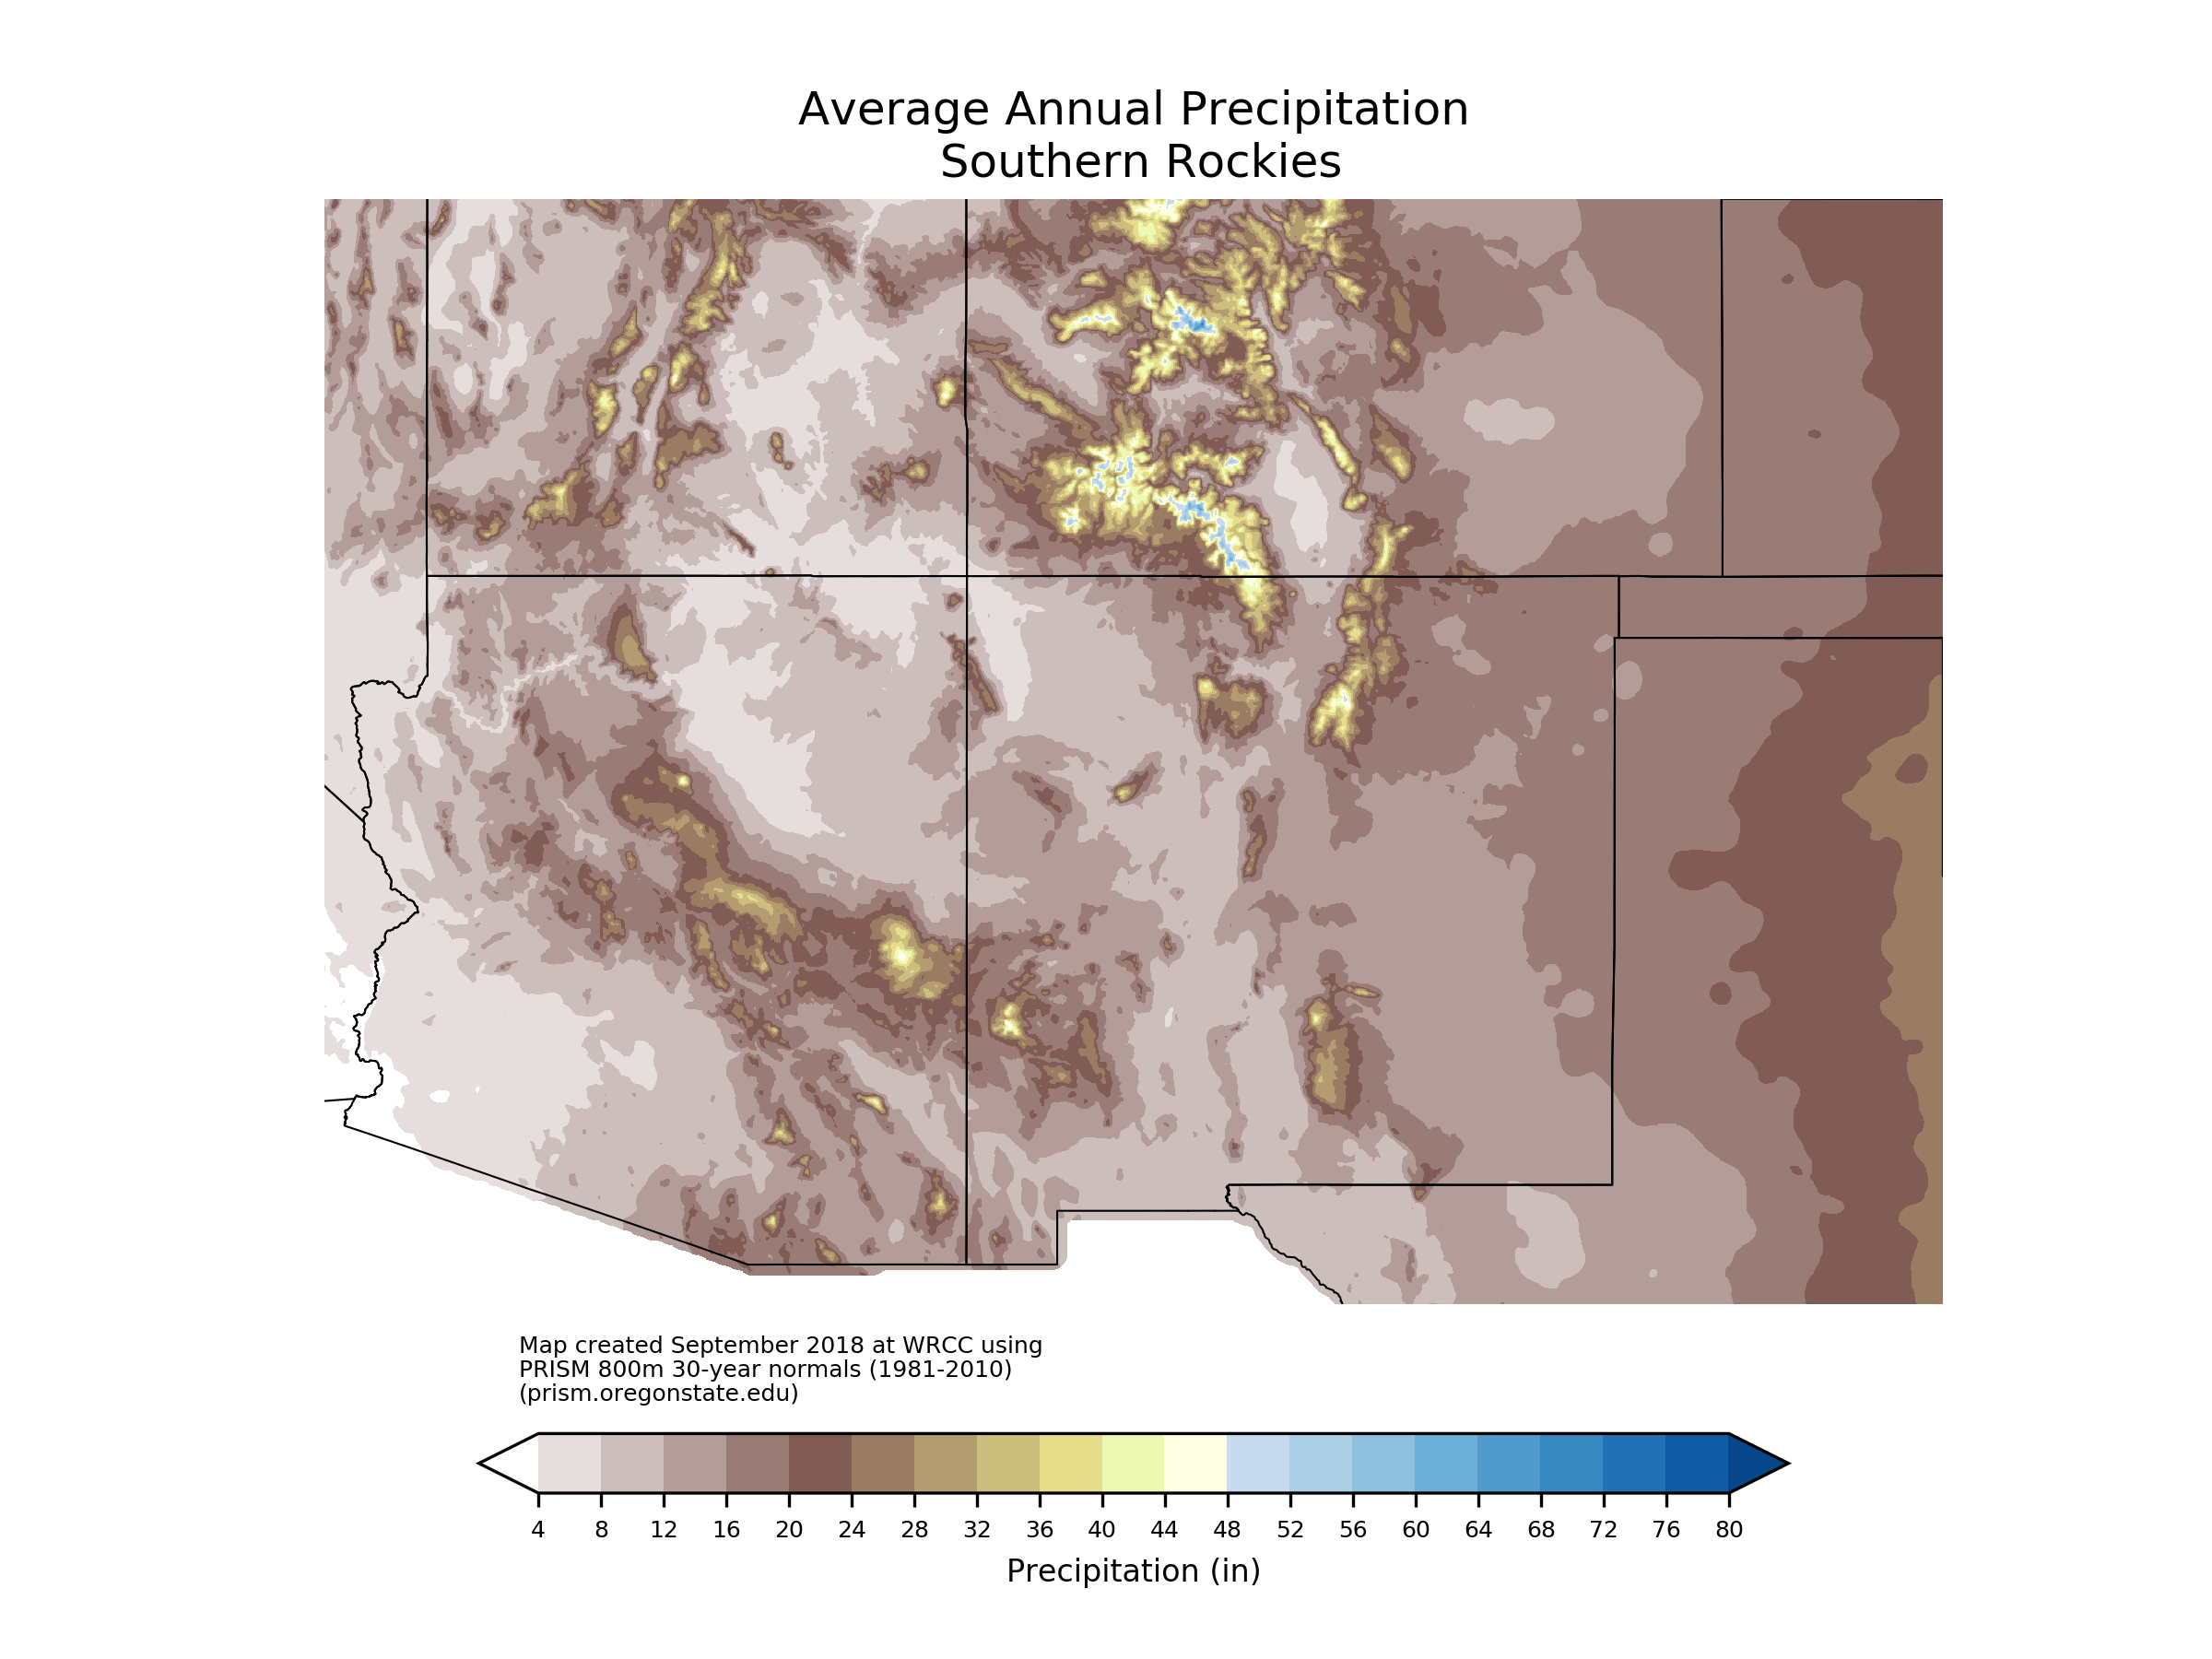 Average Annual Precipitation
Southern Rockies
Map created September 2018 at WRCC using
PRISM 800m 30-year normals (1981-2010)
(prism.oregonstate.edu)
4 8 12 16 20 24 28 32 36 40 44 48 52 56 60 64 68 72 76 80
Precipitation (in)